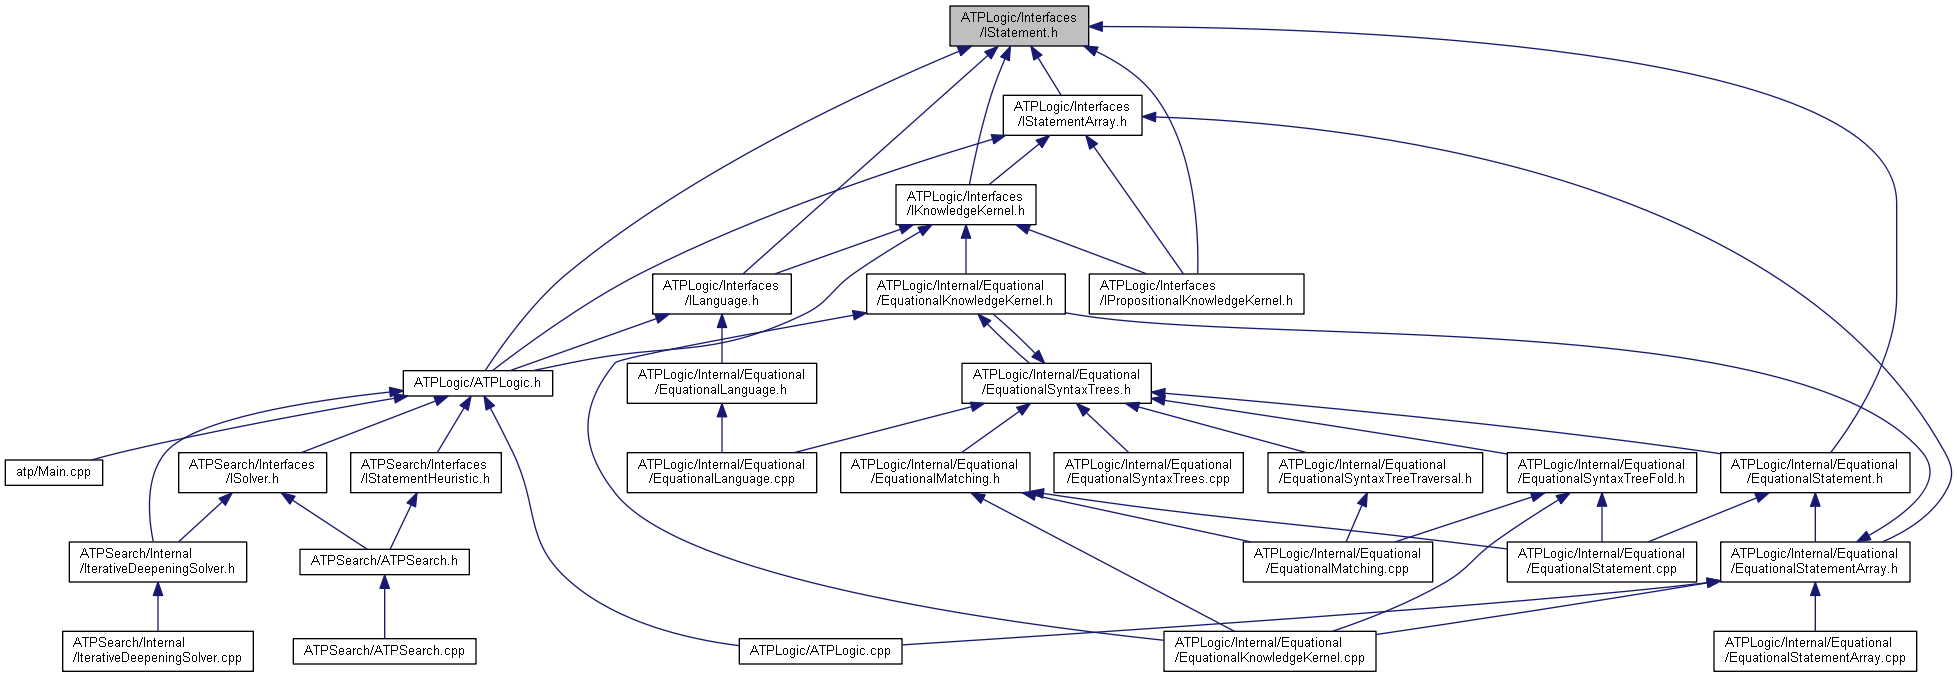 ATPLogic/Interfaces
/IStatement.h
ATPLogic/Interfaces
/IStatementArray.h
ATPLogic/Interfaces
/IKnowledgeKernel.h
ATPLogic/Interfaces
/ILanguage.h
ATPLogic/Internal/Equational
/EquationalKnowledgeKernel.h
ATPLogic/Interfaces
/IPropositionalKnowledgeKernel.h
ATPLogic/ATPLogic.h
ATPLogic/Internal/Equational
/EquationalLanguage.h
ATPLogic/Internal/Equational
/EquationalSyntaxTrees.h
atp/Main.cpp
ATPSearch/Interfaces
/ISolver.h
ATPSearch/Interfaces
/IStatementHeuristic.h
ATPLogic/Internal/Equational
/EquationalLanguage.cpp
ATPLogic/Internal/Equational
/EquationalMatching.h
ATPLogic/Internal/Equational
/EquationalSyntaxTrees.cpp
ATPLogic/Internal/Equational
/EquationalSyntaxTreeTraversal.h
ATPLogic/Internal/Equational
/EquationalSyntaxTreeFold.h
ATPLogic/Internal/Equational
/EquationalStatement.h
ATPSearch/Internal
/IterativeDeepeningSolver.h
ATPSearch/ATPSearch.h
ATPLogic/Internal/Equational
/EquationalMatching.cpp
ATPLogic/Internal/Equational
/EquationalStatement.cpp
ATPLogic/Internal/Equational
/EquationalStatementArray.h
ATPSearch/Internal
/IterativeDeepeningSolver.cpp
ATPSearch/ATPSearch.cpp
ATPLogic/ATPLogic.cpp
ATPLogic/Internal/Equational
/EquationalKnowledgeKernel.cpp
ATPLogic/Internal/Equational
/EquationalStatementArray.cpp